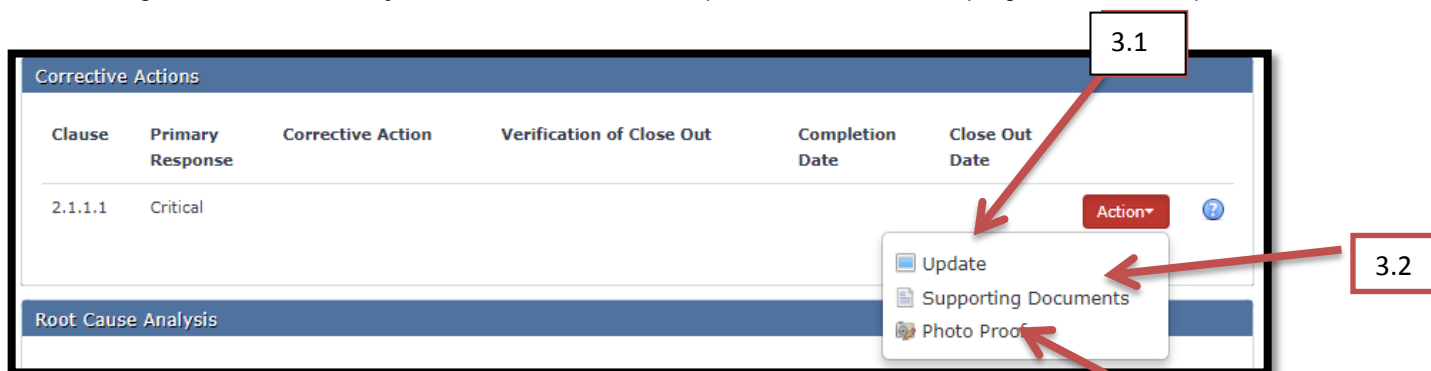 3.1
Corrective Actions
Clause Primary Response Corrective Action Verification of Close Out Completion Date Close Out Date
2.1.1.1 Critical Action
Update
3.2
Supporting Documents
Root Cause Analysis
Photo Proof